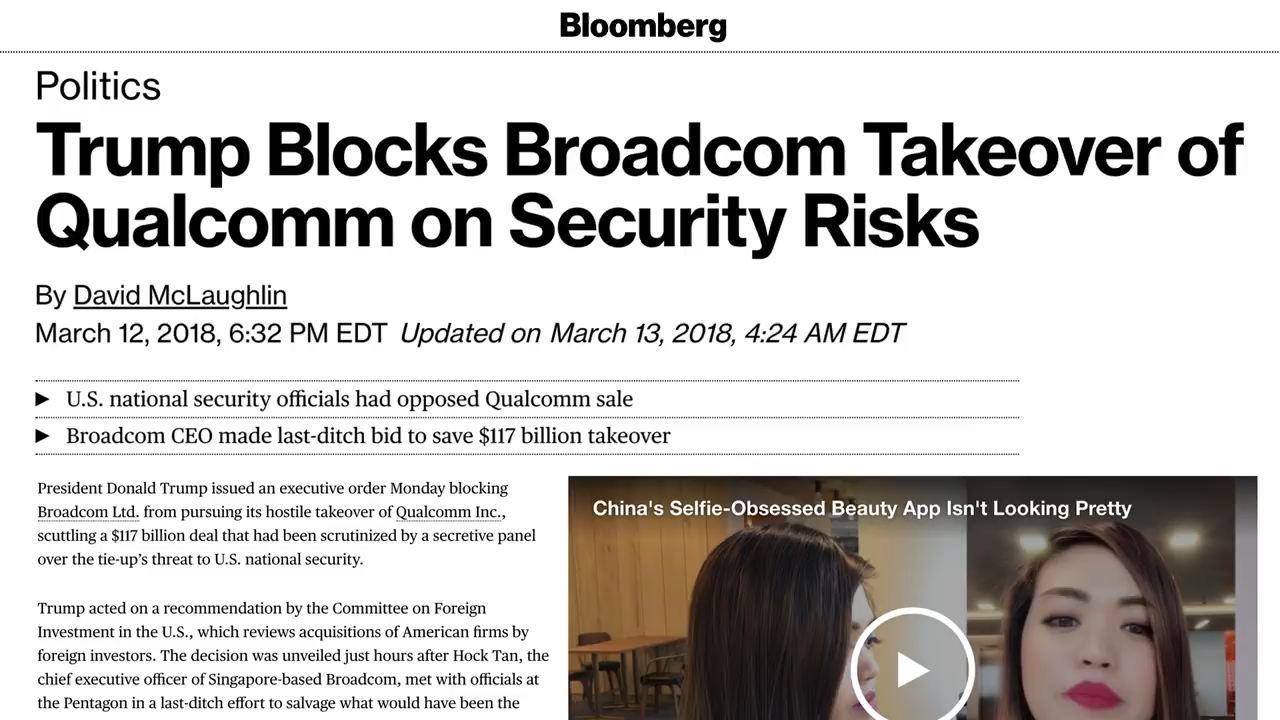 Bloomberg
Politics
Trump Blocks Broadcom Takeover of
Qualcomm on Security Risks
By David McLaughlin
March 12, 2018, 6:32 PM EDT Updated on March 13, 2018, 4:24 AM EDT
▶ U.S. national security officials had opposed Qualcomm sale
▶ Broadcom CEO made last-ditch bid to save $117 billion takeover
President Donald Trump issued an executive order Monday blocking
Broadcom Ltd. from pursuing its hostile takeover of Qualcomm Inc.,
scuttling a $117 billion deal that had been scrutinized by a secretive panel
over the tie-up’s threat to U.S. national security.
Trump acted on a recommendation by the Committee on Foreign
Investment in the U.S., which reviews acquisitions of American firms by
foreign investors. The decision was unveiled just hours after Hock Tan, the
chief executive officer of Singapore-based Broadcom, met with officials at
the Pentagon in a last-ditch effort to salvage what would have been the
China's Selfie-Obsessed Beauty App Isn't Looking Pretty